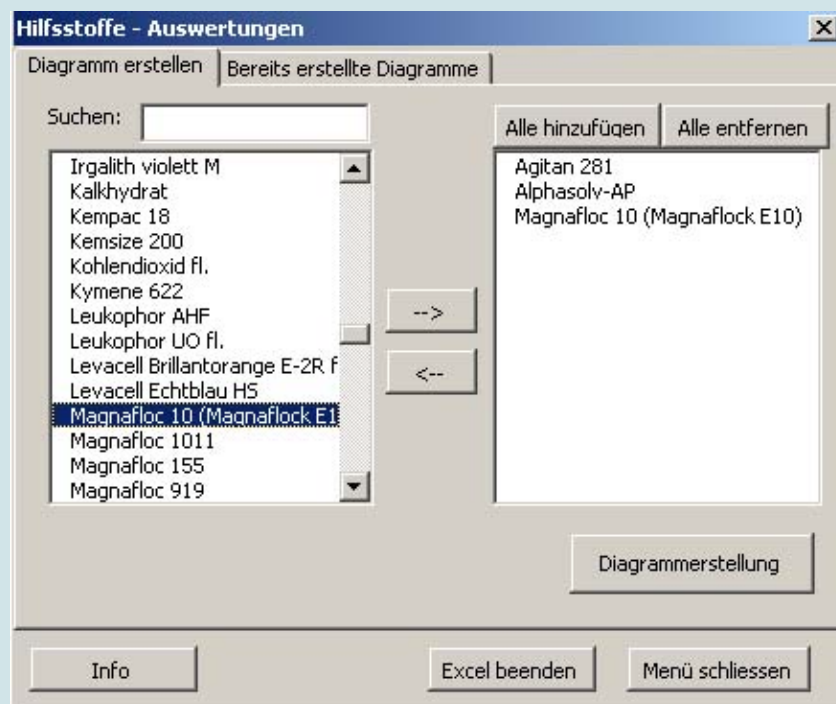 Hilfsstoffe - Auswertungen
Diagramm erstellen
Bereits erstellte Diagramme
Suchen:
Irgalith violett M
Kalkhydrat
Kempac 18
Kemsize 200
Kohlendioxid fl.
Kymene 622
Leukophor AHF
Leukophor UO fl.
Levacell Brillantorange E-2R f
Levacell Echtblau HS
Magnafloc 10 (Magnaflock E1
Magnafloc 1011
Magnafloc 155
Magnafloc 919
-->
<--
Alle hinzufügen
Alle entfernen
Agitan 281
Alphasolv-AP
Magnafloc 10 (Magnaflock E10)
Diagrammerstellung
Info
Excel beenden
Menü schliessen